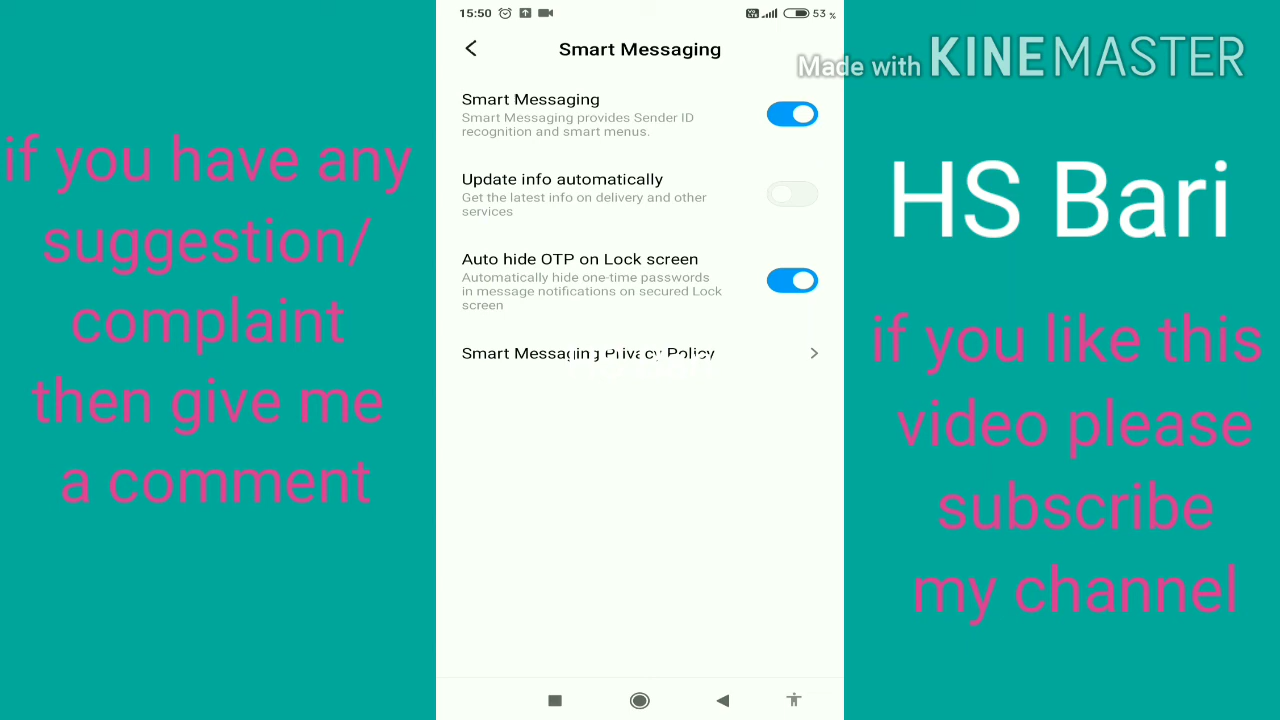 if you have any
suggestion/
complaint
then give me
a comment
15:50
53 %
Smart Messaging
Smart Messaging
Smart Messaging provides Sender ID
recognition and smart menus.
Update info automatically
Get the latest info on delivery and other
services
Auto hide OTP on Lock screen
Automatically hide one-time passwords
in message notifications on secured Lock
screen
Smart Messaging Privacy Policy
Made with KINEMASTER
HS Bari
if you like this
video please
subscribe
my channel